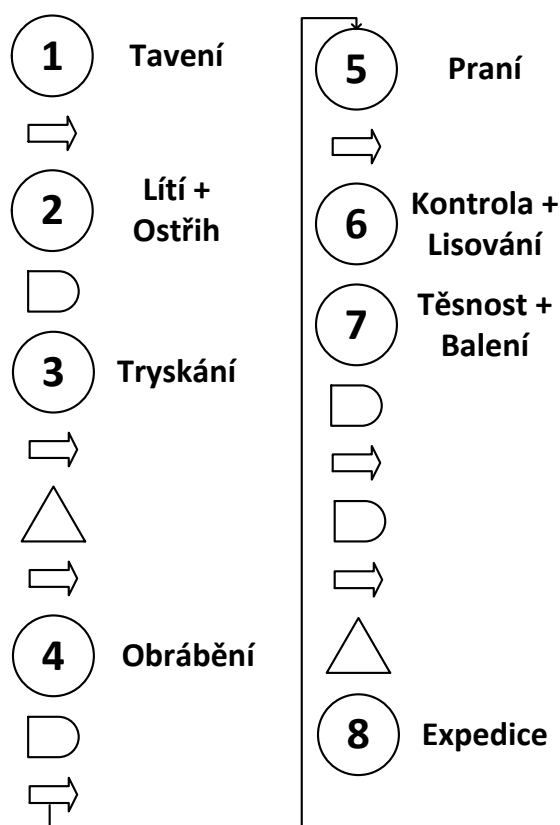 1 Tavení
2 Lítí +
Ostřih
3 Tryskání
4 Obrábění
5 Praní
6 Kontrola +
Lisování
7 Těsnost +
Balení
8 Expedice